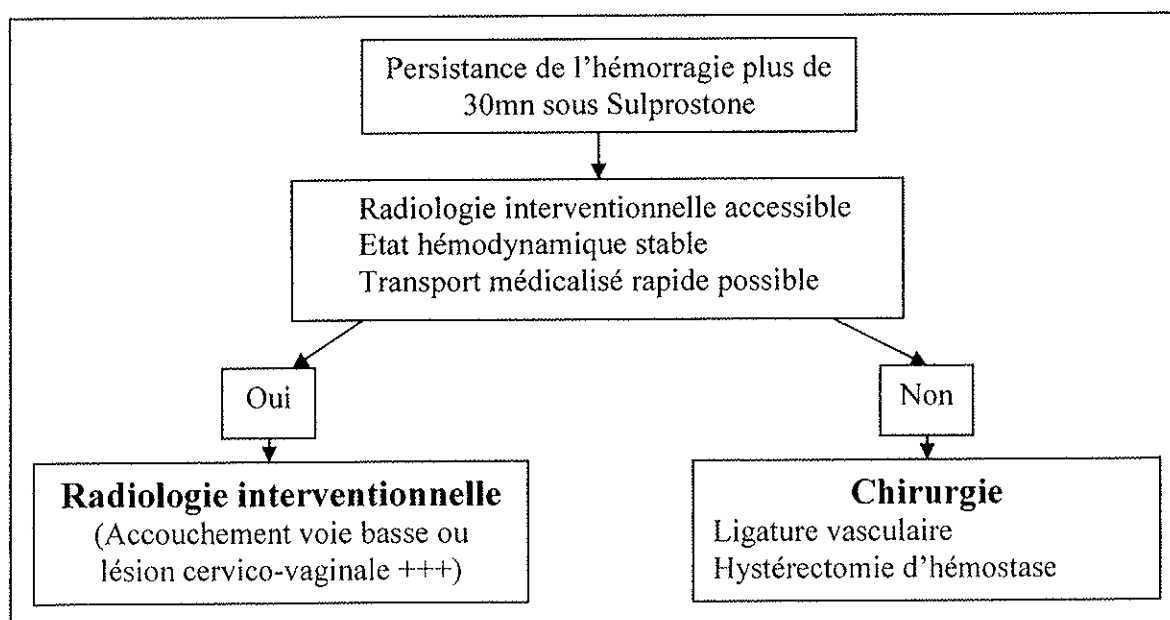 Persistance de l'hémorragie plus de
30mn sous Sulprostone
Radiologie interventionnelle accessible
Etat hémodynamique stable
Transport médicalisé rapide possible
Oui
Non
Radiologie interventionnelle
(Accouchement voie basse ou
lésion cervico-vaginale +++)
Chirurgie
Ligature vasculaire
Hystérectomie d'hémostase